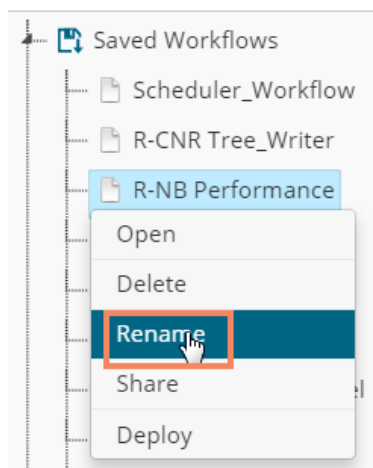 Saved Workflows
Scheduler_Workflow
R-CNR Tree_Writer
R-NB Performance
Open
Delete
Rename
Share
Deploy